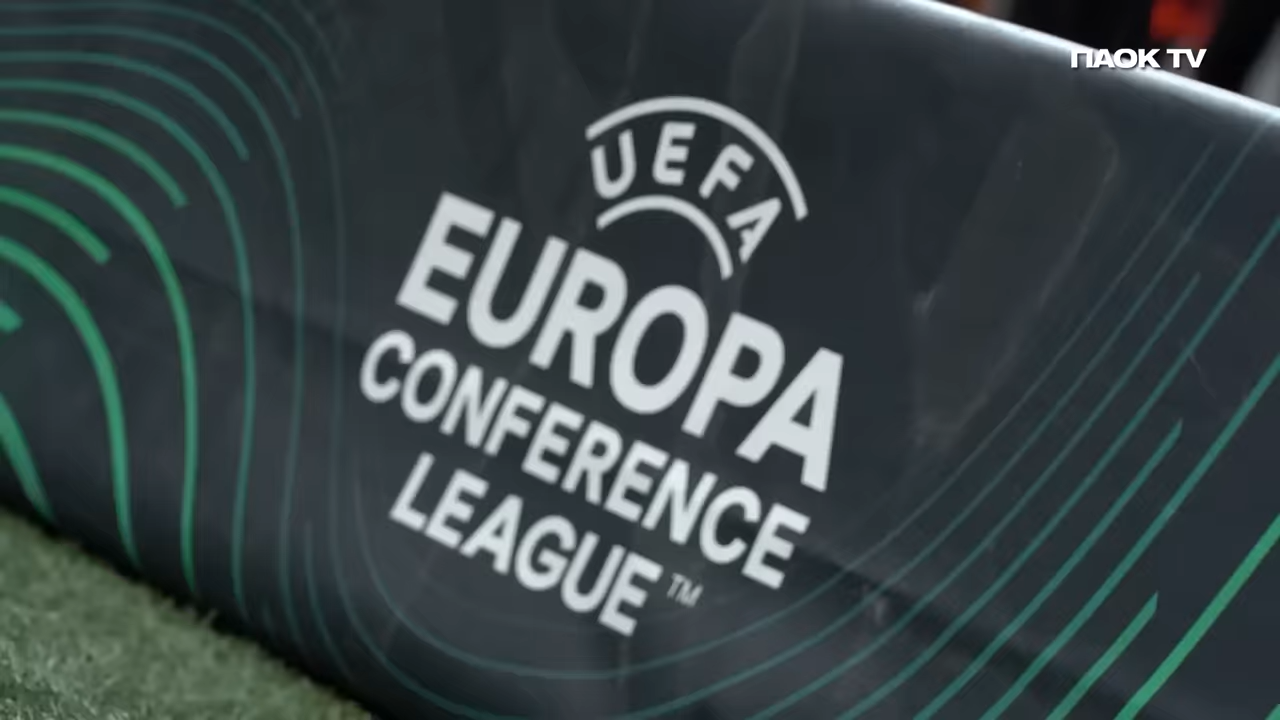 ΠΑΟΚ TV
UEFA
EUROPA
CONFERENCE
LEAGUE™